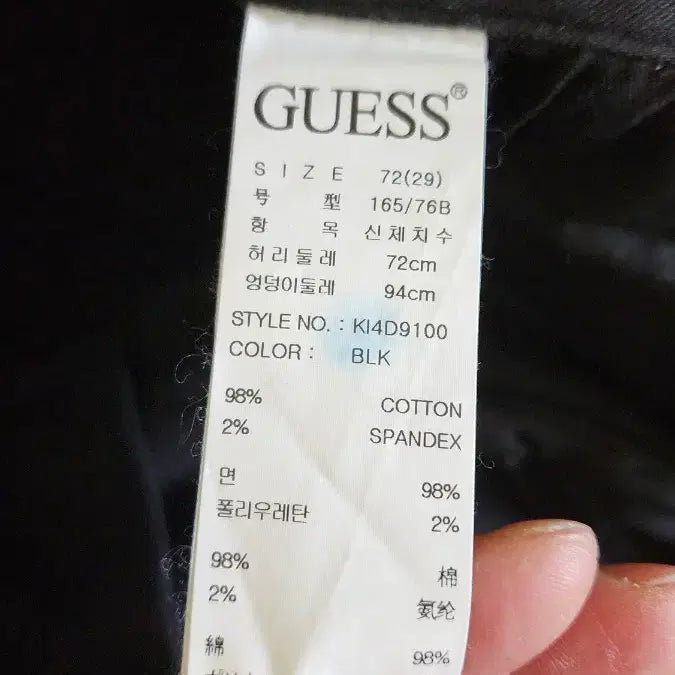 GUESS®
SIZE 72(29)
号型 165/76B
항목 신체치수
허리둘레 72cm
엉덩이둘레 94cm
STYLE NO. : KI4D9100
COLOR : BLK
98% COTTON
2% SPANDEX
면 98%
폴리우레탄 2%
98% 棉
2% 氨纶
綿 98%